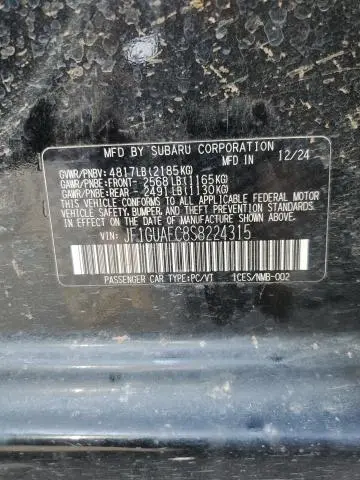 MFD BY SUBARU CORPORATION
MFD IN 12/24
GVWR/PNBV: 4817LB(2185KG)
GAWR/PNBE:FRONT- 2568LB(1165KG)
GAWR/PNBE:REAR - 2491LB(1130KG)
THIS VEHICLE CONFORMS TO ALL APPLICABLE FEDERAL MOTOR
VEHICLE SAFETY, BUMPER, AND THEFT PREVENTION STANDARDS
IN EFFECT ON THE DATE OF MANUFACTURE SHOWN ABOVE.
VIN: JF1GUAFC8S8224315
PASSENGER CAR TYPE:PC/VT 1CES/NMB-002